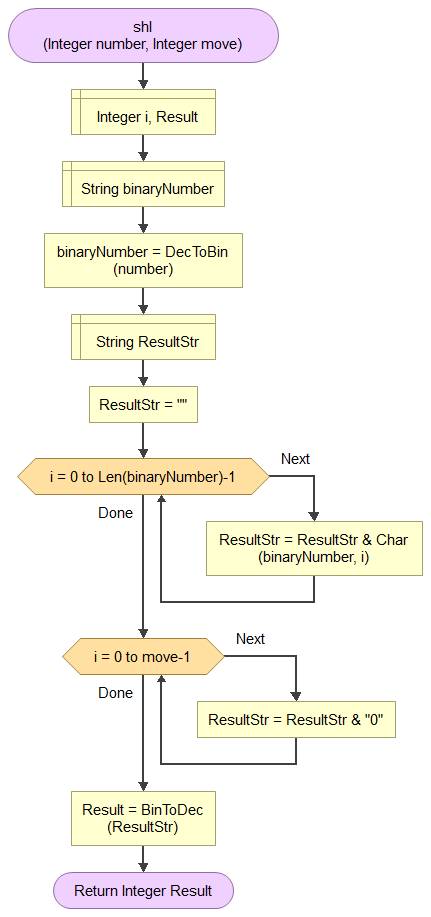 shl
(Integer number, Integer move)
Integer i, Result
String binaryNumber
binaryNumber = DecToBin
(number)
String ResultStr
ResultStr = ""
i = 0 to Len(binaryNumber)-1
Next
Done
ResultStr = ResultStr & Char
(binaryNumber, i)
i = 0 to move-1
Next
Done
ResultStr = ResultStr & "0"
Result = BinToDec
(ResultStr)
Return Integer Result